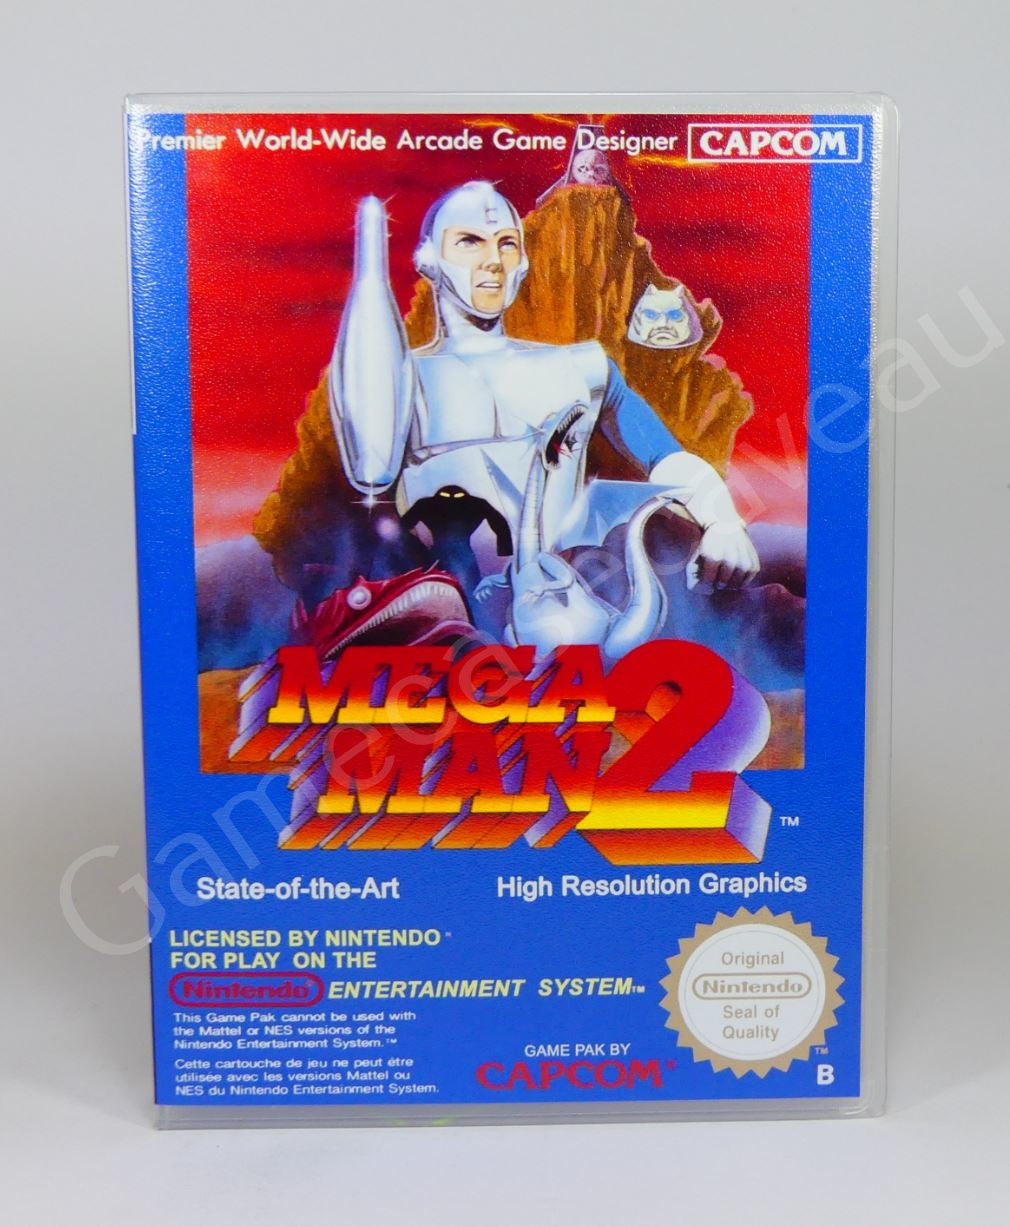 Premier World-Wide Arcade Game Designer CAPCOM
MEGA
MAN 2
TM
State-of-the-Art High Resolution Graphics
LICENSED BY NINTENDO
FOR PLAY ON THE
Nintendo® ENTERTAINMENT SYSTEM™
This Game Pak cannot be used with
the Mattel or NES versions of the
Nintendo Entertainment System.™
Cette cartouche de jeu ne peut être
utilisée avec les versions Mattel ou
NES du Nintendo Entertainment System.
GAME PAK BY
CAPCOM®
Original
Nintendo
Seal of
Quality
TM
B
Gamecaseaveau